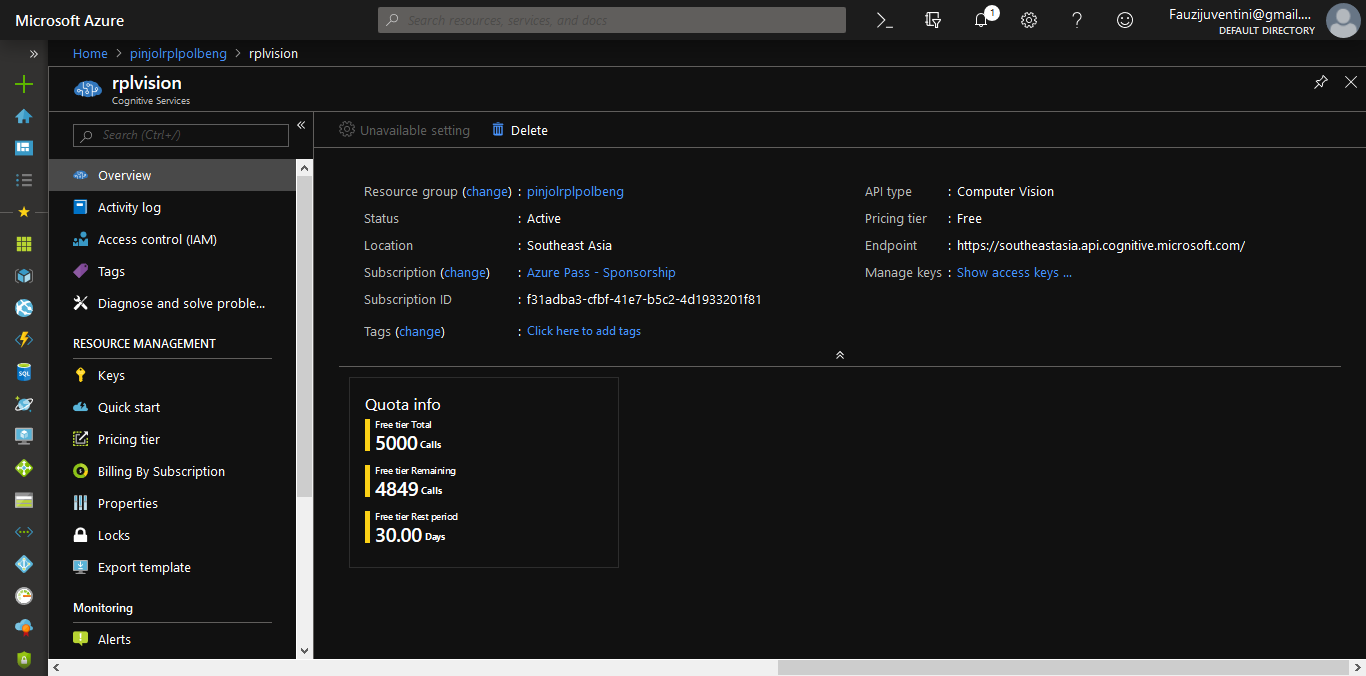 Microsoft Azure
Search resources, services, and docs
1
Fauzijuventini@gmail....
DEFAULT DIRECTORY
Home > pinjolrplpolbeng > rplvision
rplvision
Cognitive Services
Search (Ctrl+/)
Unavailable setting
Delete
Overview
Activity log
Access control (IAM)
Tags
Diagnose and solve proble...
RESOURCE MANAGEMENT
Keys
Quick start
Pricing tier
Billing By Subscription
Properties
Locks
Export template
Monitoring
Alerts
Resource group (change) : pinjolrplpolbeng
Status : Active
Location : Southeast Asia
Subscription (change) : Azure Pass - Sponsorship
Subscription ID : f31adba3-cfbf-41e7-b5c2-4d1933201f81
Tags (change) : Click here to add tags
API type : Computer Vision
Pricing tier : Free
Endpoint : https://southeastasia.api.cognitive.microsoft.com/
Manage keys : Show access keys ...
Quota info
Free tier Total
5000 Calls
Free tier Remaining
4849 Calls
Free tier Rest period
30.00 Days
SQL